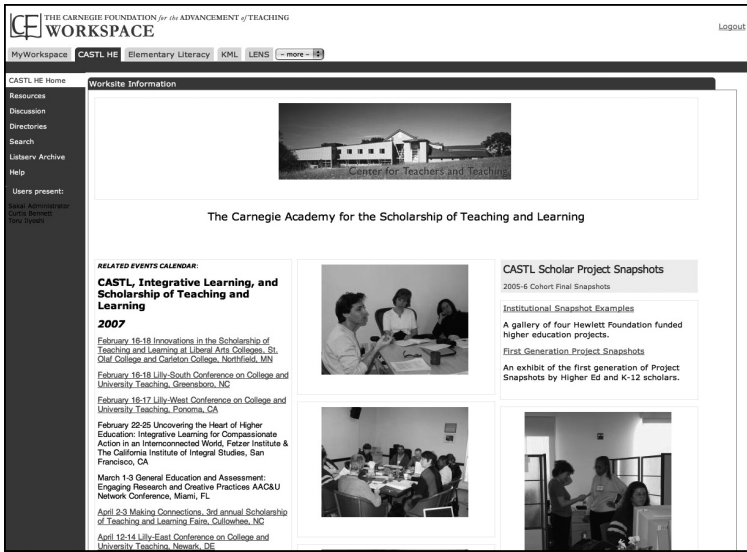 THE CARNEGIE FOUNDATION for the ADVANCEMENT of TEACHING
WORKSPACE
Logout
MyWorkspace CASTL HE Elementary Literacy KML LENS - more -
CASTL HE Home
Resources
Discussion
Directories
Search
Listserv Archive
Help
Users present:
Sakai Administrator
Curtis Bennett
Toru Iiyoshi
Worksite Information
Center for Teachers and Teaching
The Carnegie Academy for the Scholarship of Teaching and Learning
RELATED EVENTS CALENDAR:
CASTL, Integrative Learning, and
Scholarship of Teaching and
Learning
2007
February 16-18 Innovations in the Scholarship of
Teaching and Learning at Liberal Arts Colleges, St.
Olaf College and Carleton College, Northfield, MN
February 16-18 Lilly-South Conference on College and
University Teaching, Greensboro, NC
February 16-17 Lilly-West Conference on College and
University Teaching, Ponoma, CA
February 22-25 Uncovering the Heart of Higher
Education: Integrative Learning for Compassionate
Action in an Internconnected World, Fetzer Institute &
The California Institute of Integral Studies, San
Francisco, CA
March 1-3 General Education and Assessment:
Engaging Research and Creative Practices AAC&U
Network Conference, Miami, FL
April 2-3 Making Connections, 3rd annual Scholarship
of Teaching and Learning Faire, Cullowhee, NC
April 12-14 Lilly-East Conference on College and
University Teaching, Newark, DE
CASTL Scholar Project Snapshots
2005-6 Cohort Final Snapshots
Institutional Snapshot Examples
A gallery of four Hewlett Foundation funded
higher education projects.
First Generation Project Snapshots
An exhibit of the first generation of Project
Snapshots by Higher Ed and K-12 scholars.